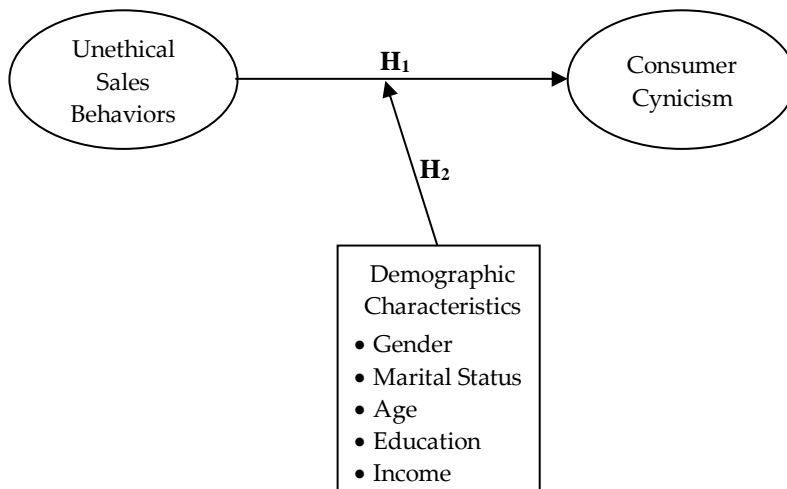 Unethical
Sales
Behaviors
H₁
Consumer
Cynicism
H₂
Demographic
Characteristics
• Gender
• Marital Status
• Age
• Education
• Income